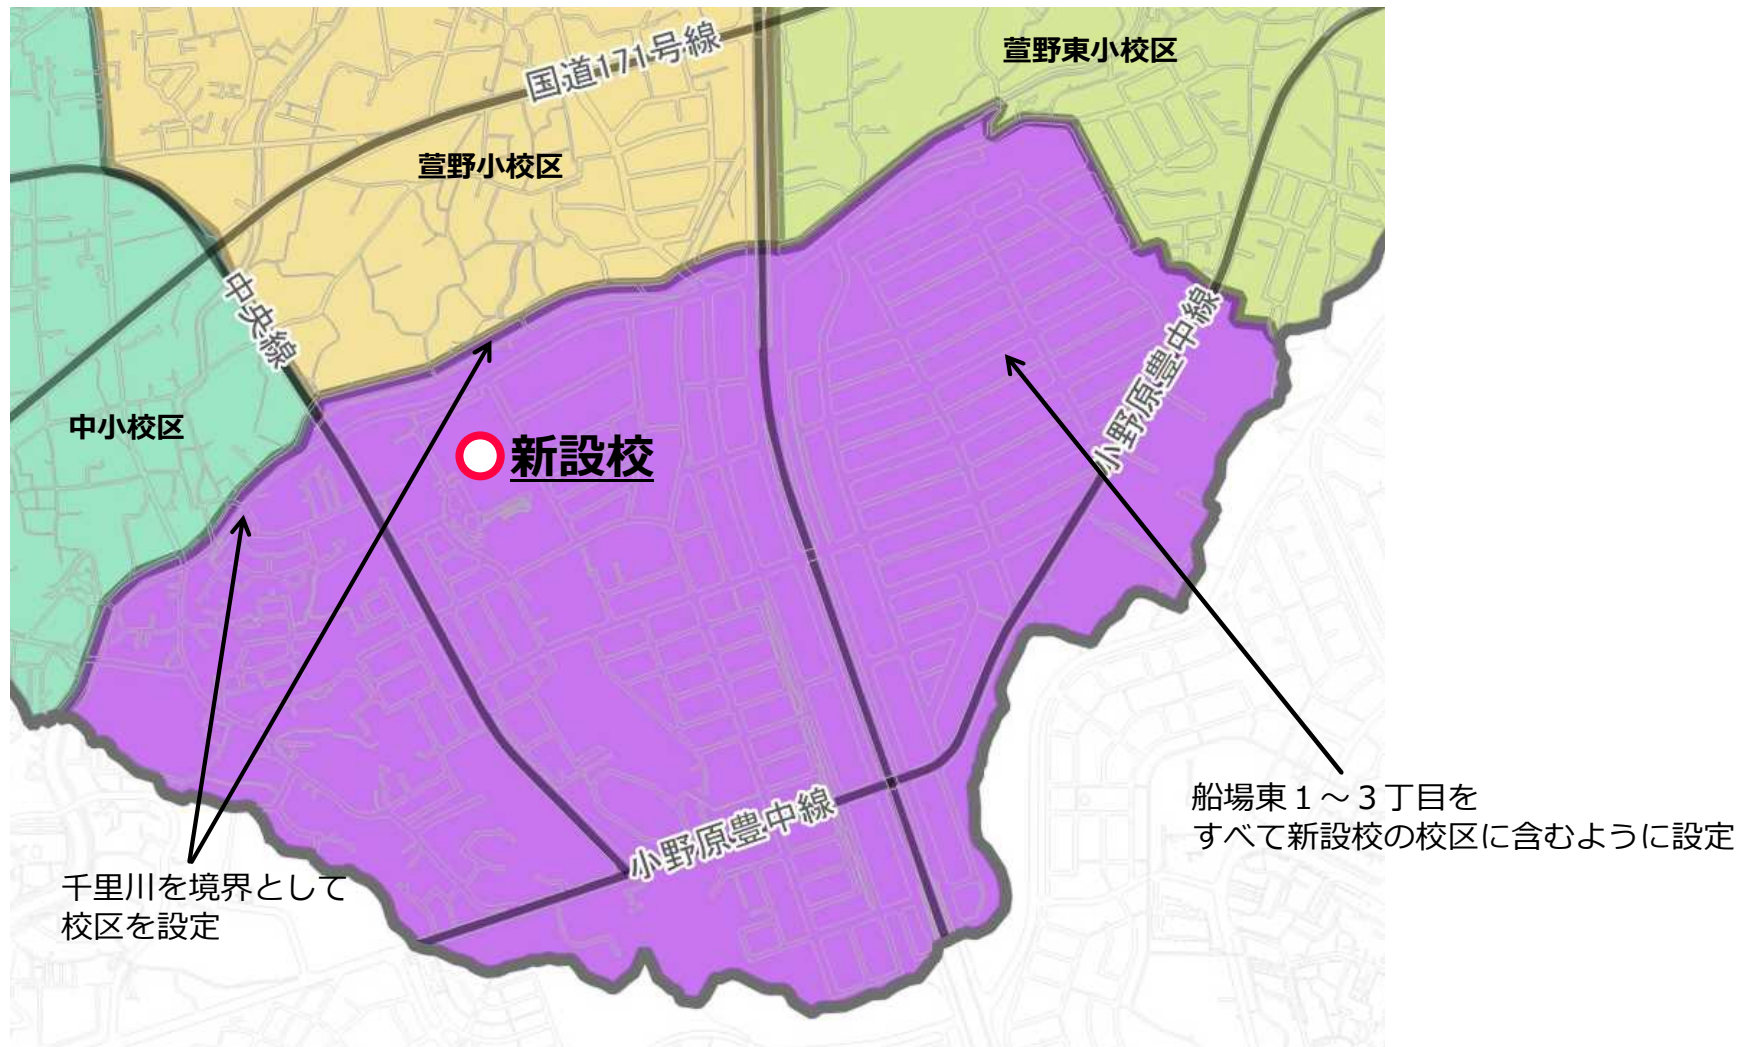 萱野東小校区
国道171号線
萱野小校区
中央線
中小校区
新設校
小野原豊中線
小野原豊中線
船場東１～３丁目を
すべて新設校の校区に含むように設定
千里川を境界として
校区を設定